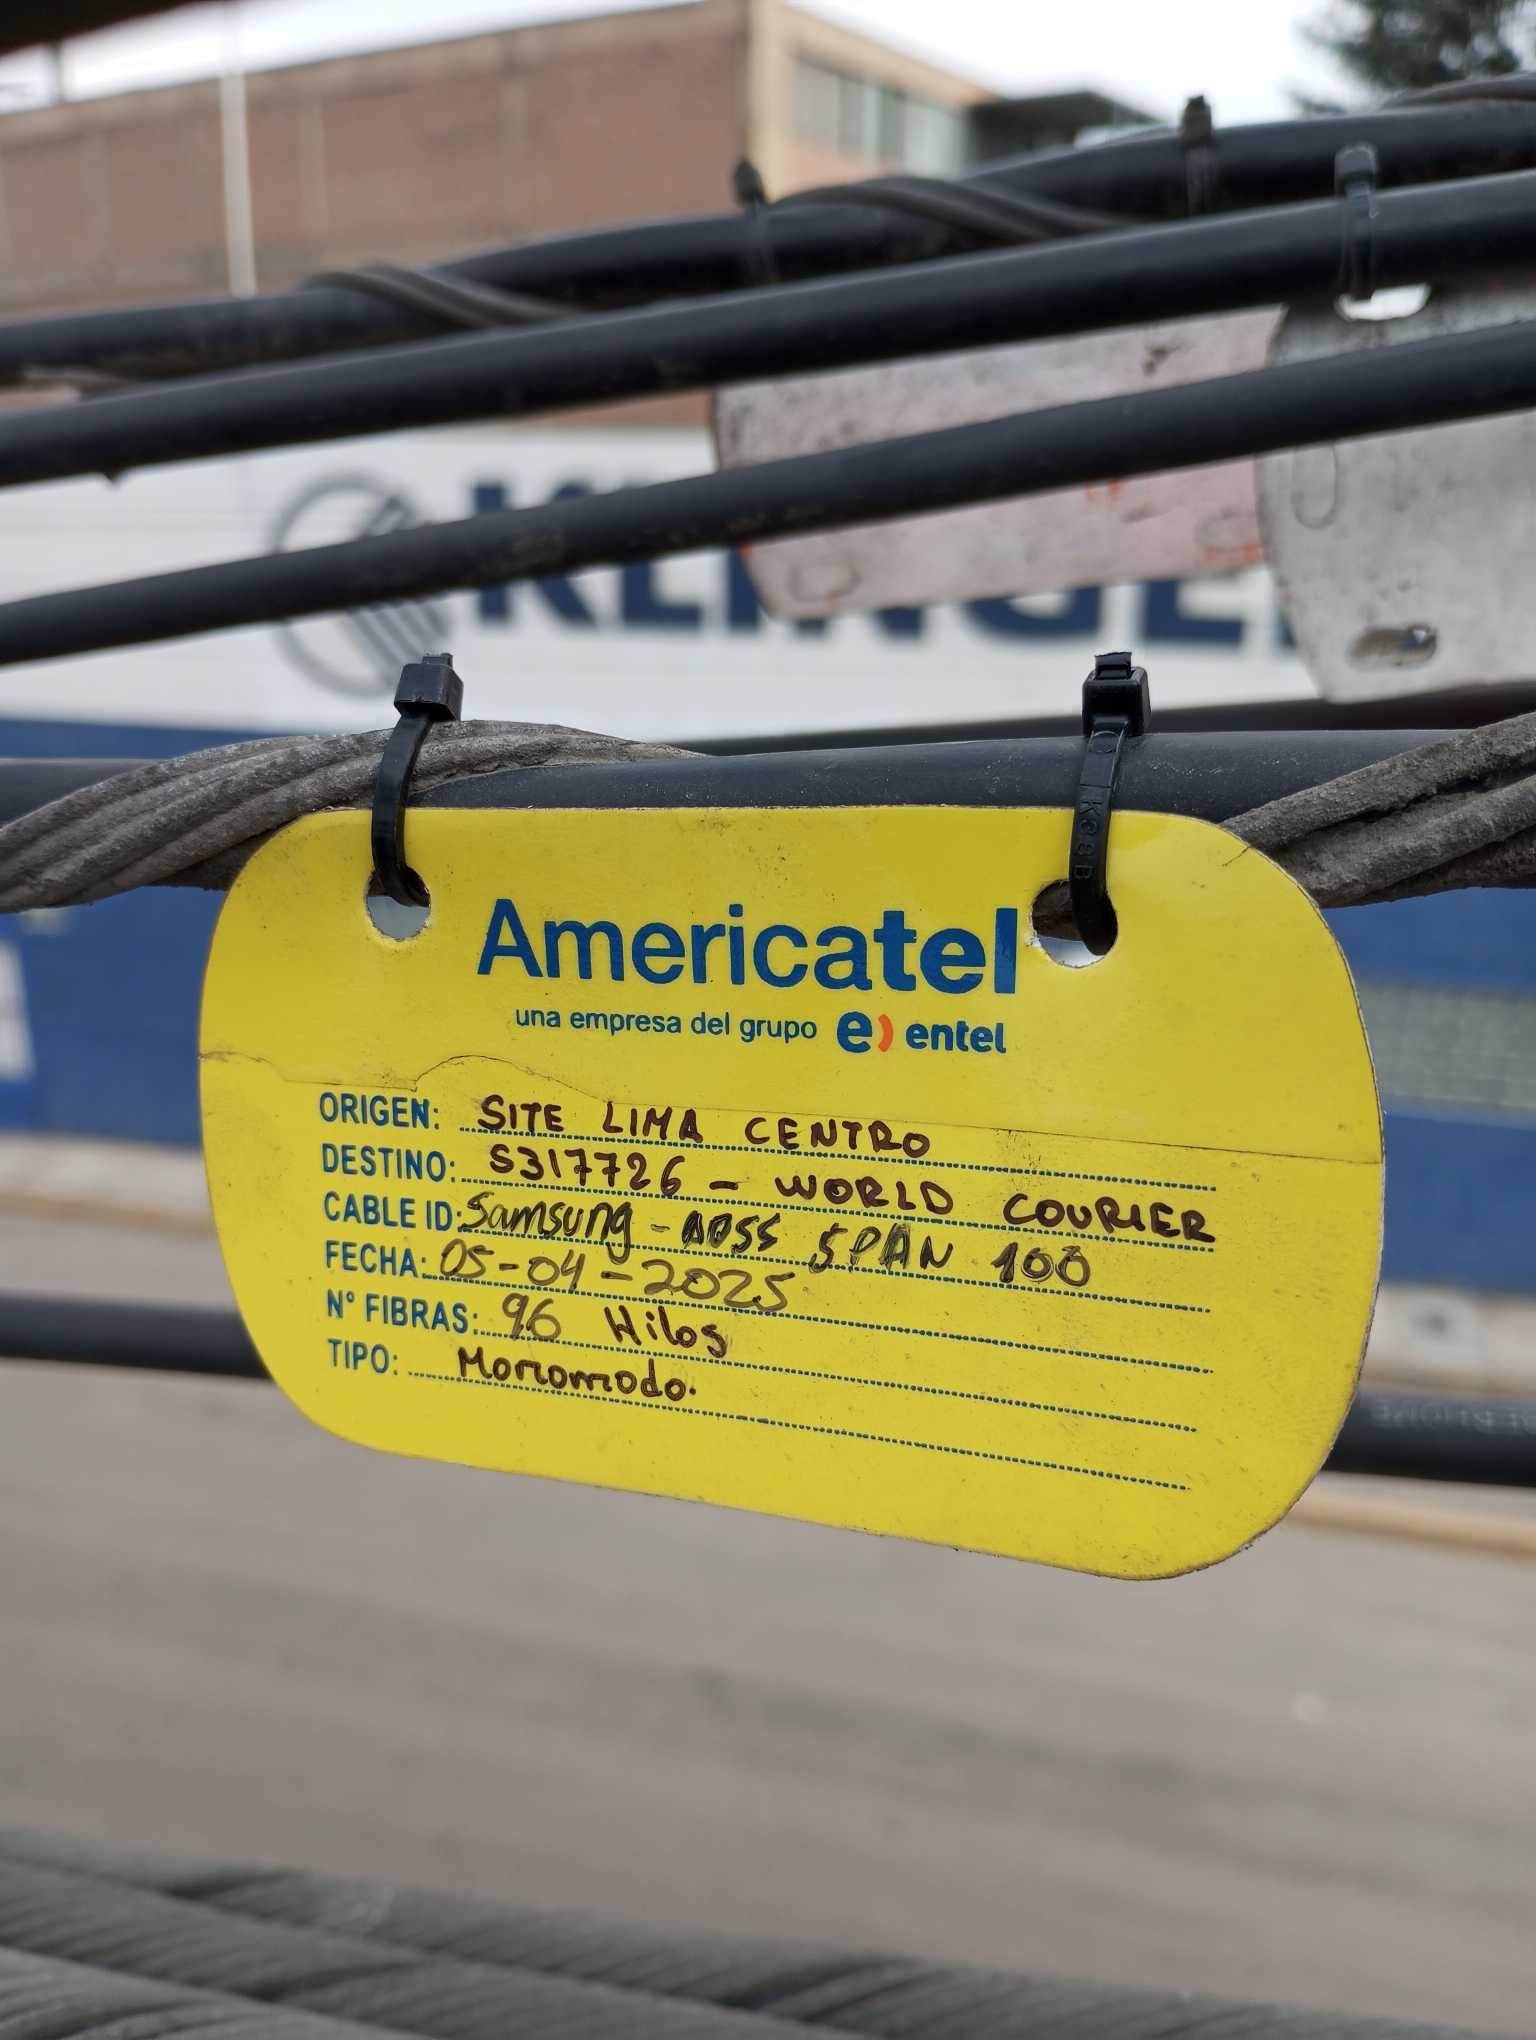 KLINGE
Americatel
una empresa del grupo e) entel
ORIGEN: SITE LIMA CENTRO
DESTINO: S317726 - WORLD COURIER
CABLE ID: Samsung - ADSS SPAN 100
FECHA: 05-04-2025
N° FIBRAS: 96 Hilos
TIPO: Monomodo.